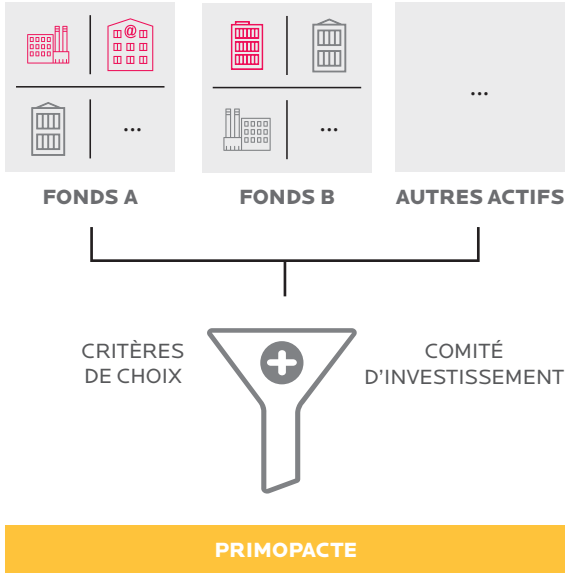 @
...
...
...
FONDS A
FONDS B
AUTRES ACTIFS
CRITÈRES
DE CHOIX
COMITÉ
D'INVESTISSEMENT
PRIMOPACTE